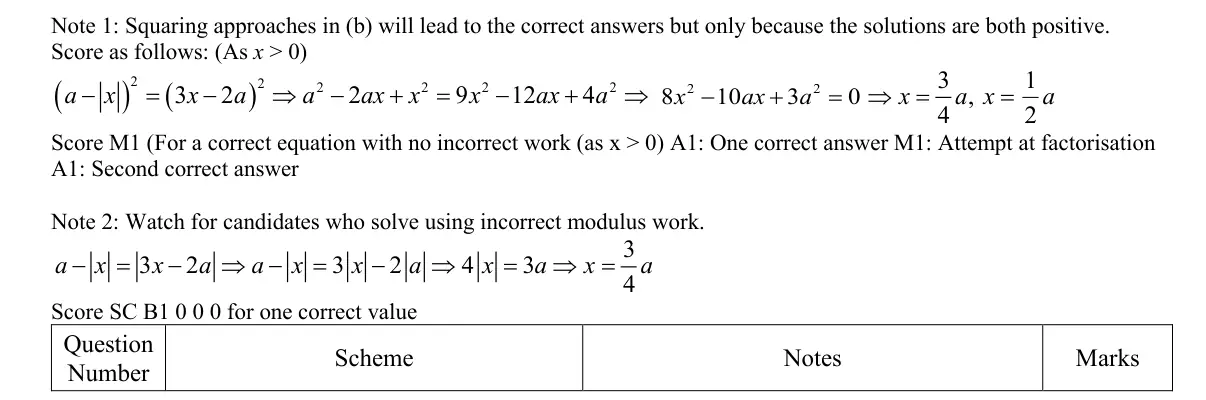 Note 1: Squaring approaches in (b) will lead to the correct answers but only because the solutions are both positive.
Score as follows: (As x > 0)
(a − |x|)² = (3x − 2a)² ⇒ a² − 2ax + x² = 9x² − 12ax + 4a² ⇒ 8x² − 10ax + 3a² = 0 ⇒ x = 3/4 a, x = 1/2 a
Score M1 (For a correct equation with no incorrect work (as x > 0) A1: One correct answer M1: Attempt at factorisation
A1: Second correct answer
Note 2: Watch for candidates who solve using incorrect modulus work.
a − |x| = |3x − 2a| ⇒ a − |x| = 3|x| − 2|a| ⇒ 4|x| = 3a ⇒ x = 3/4 a
Score SC B1 0 0 0 for one correct value
Question Number Scheme Notes Marks